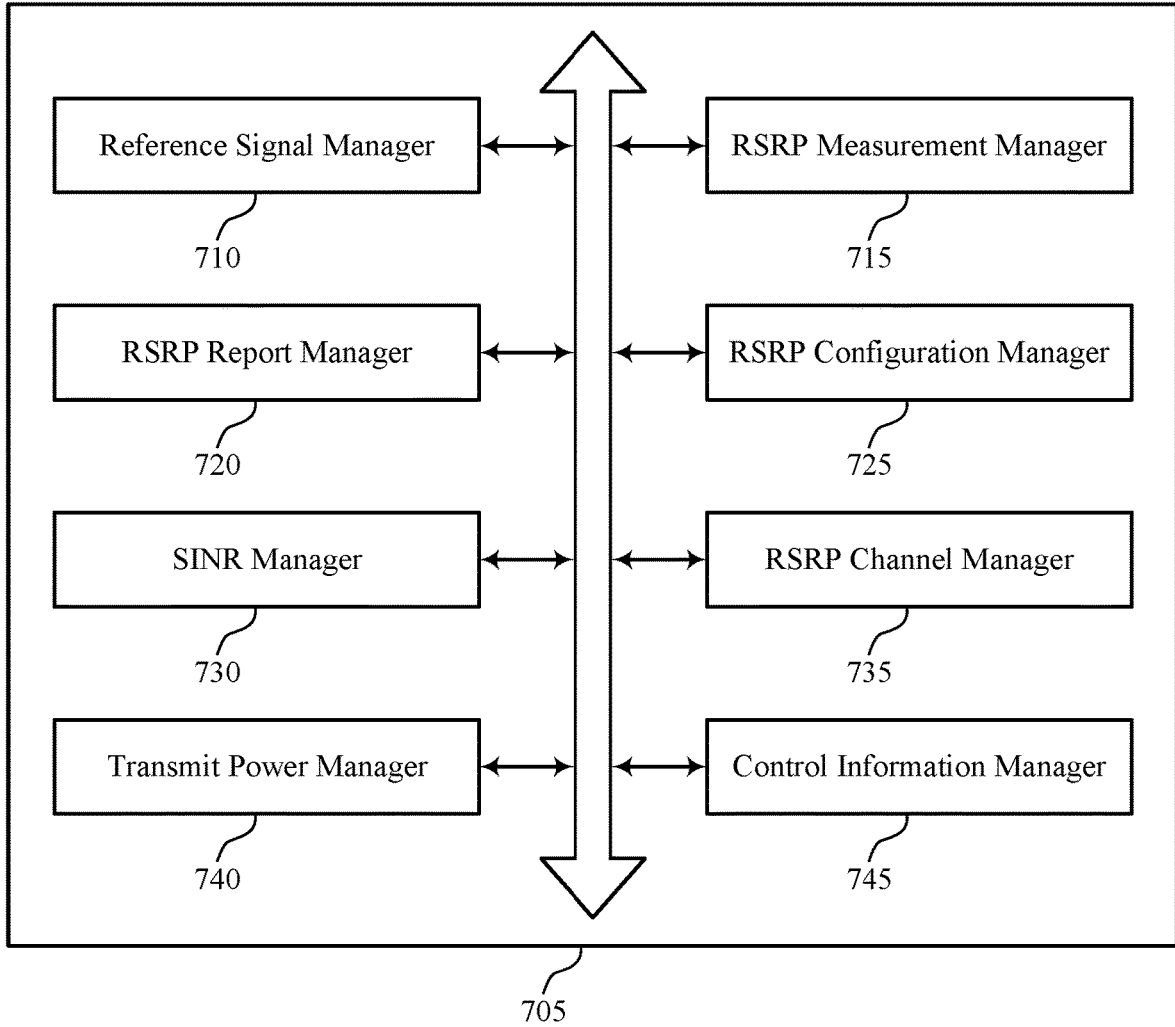 Reference Signal Manager
710
RSRP Measurement Manager
715
RSRP Report Manager
720
RSRP Configuration Manager
725
SINR Manager
730
RSRP Channel Manager
735
Transmit Power Manager
740
Control Information Manager
745
705